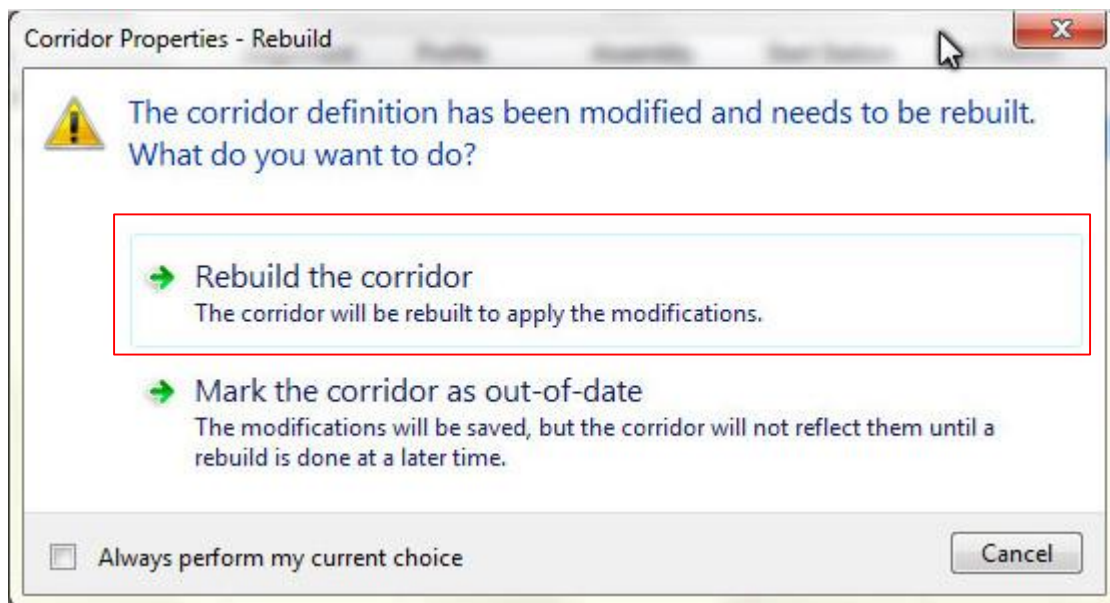 Corridor Properties - Rebuild
The corridor definition has been modified and needs to be rebuilt.
What do you want to do?
Rebuild the corridor
The corridor will be rebuilt to apply the modifications.
Mark the corridor as out-of-date
The modifications will be saved, but the corridor will not reflect them until a
rebuild is done at a later time.
Always perform my current choice
Cancel